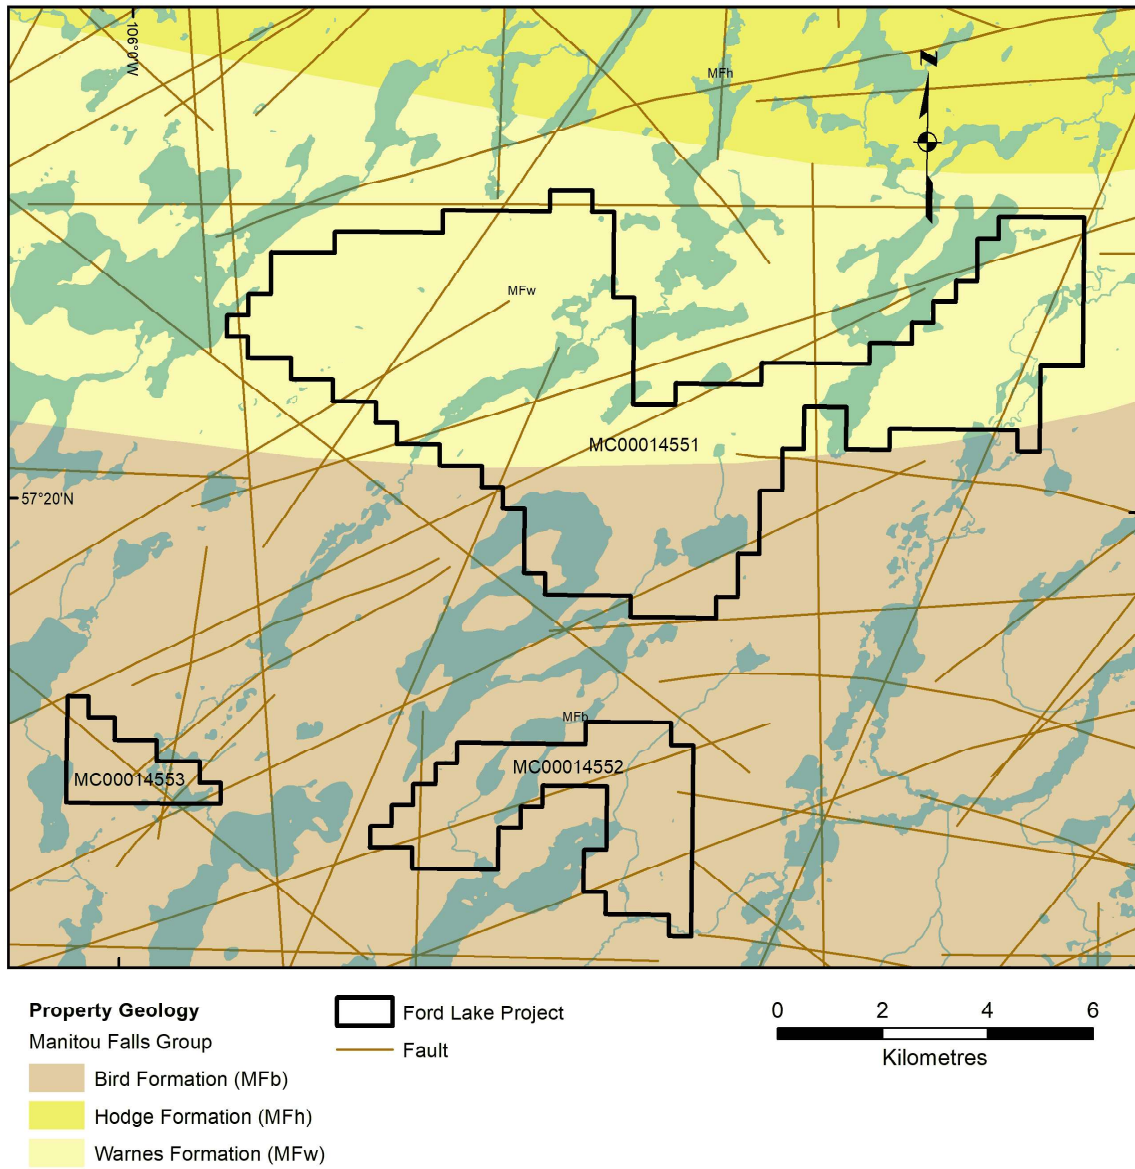 106°0'W
MFh
N
MFw
MC00014551
57°20'N
MFb
MC00014552
MC00014553
Property Geology
Manitou Falls Group
Bird Formation (MFb)
Hodge Formation (MFh)
Warnes Formation (MFw)
Ford Lake Project
Fault
0 2 4 6
Kilometres